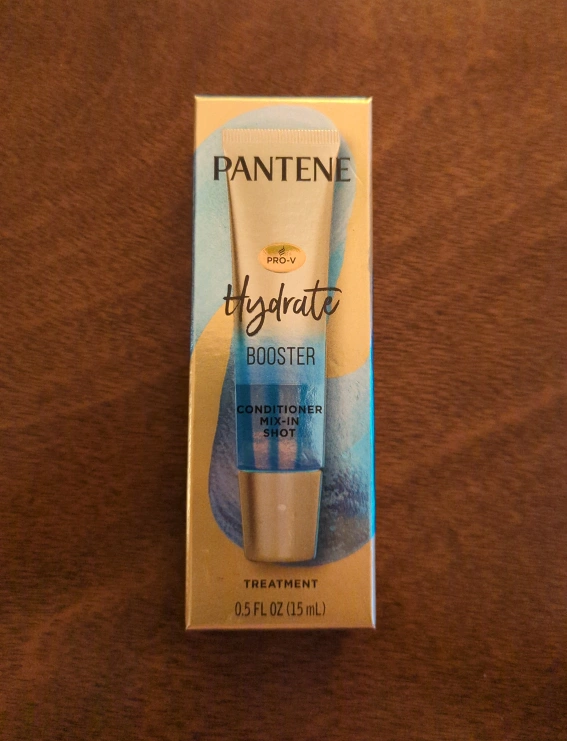 PANTENE
PRO-V
Hydrate
BOOSTER
CONDITIONER
MIX-IN
SHOT
TREATMENT
0.5 FL OZ (15 mL)